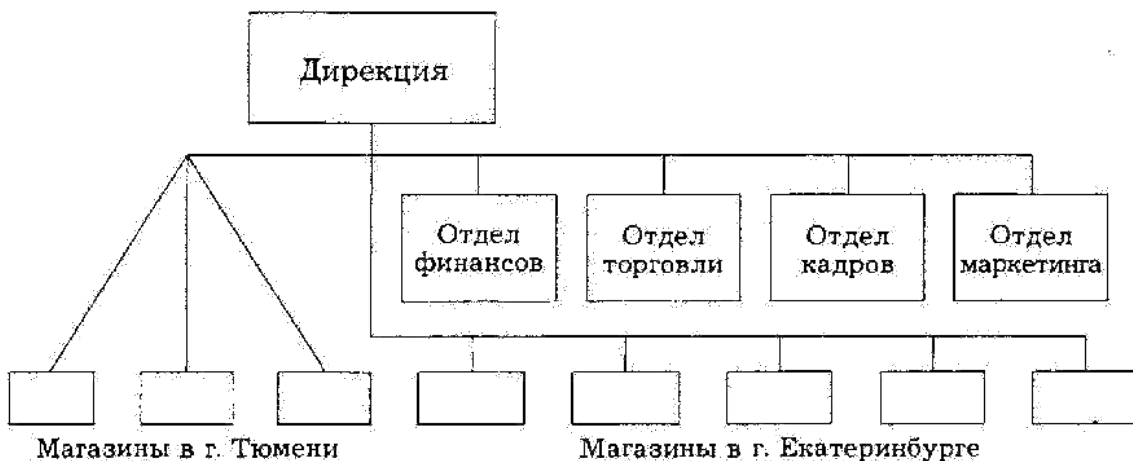 Дирекция
Отдел
финансов
Отдел
торговли
Отдел
кадров
Отдел
маркетинга
Магазины в г. Тюмени
Магазины в г. Екатеринбурге